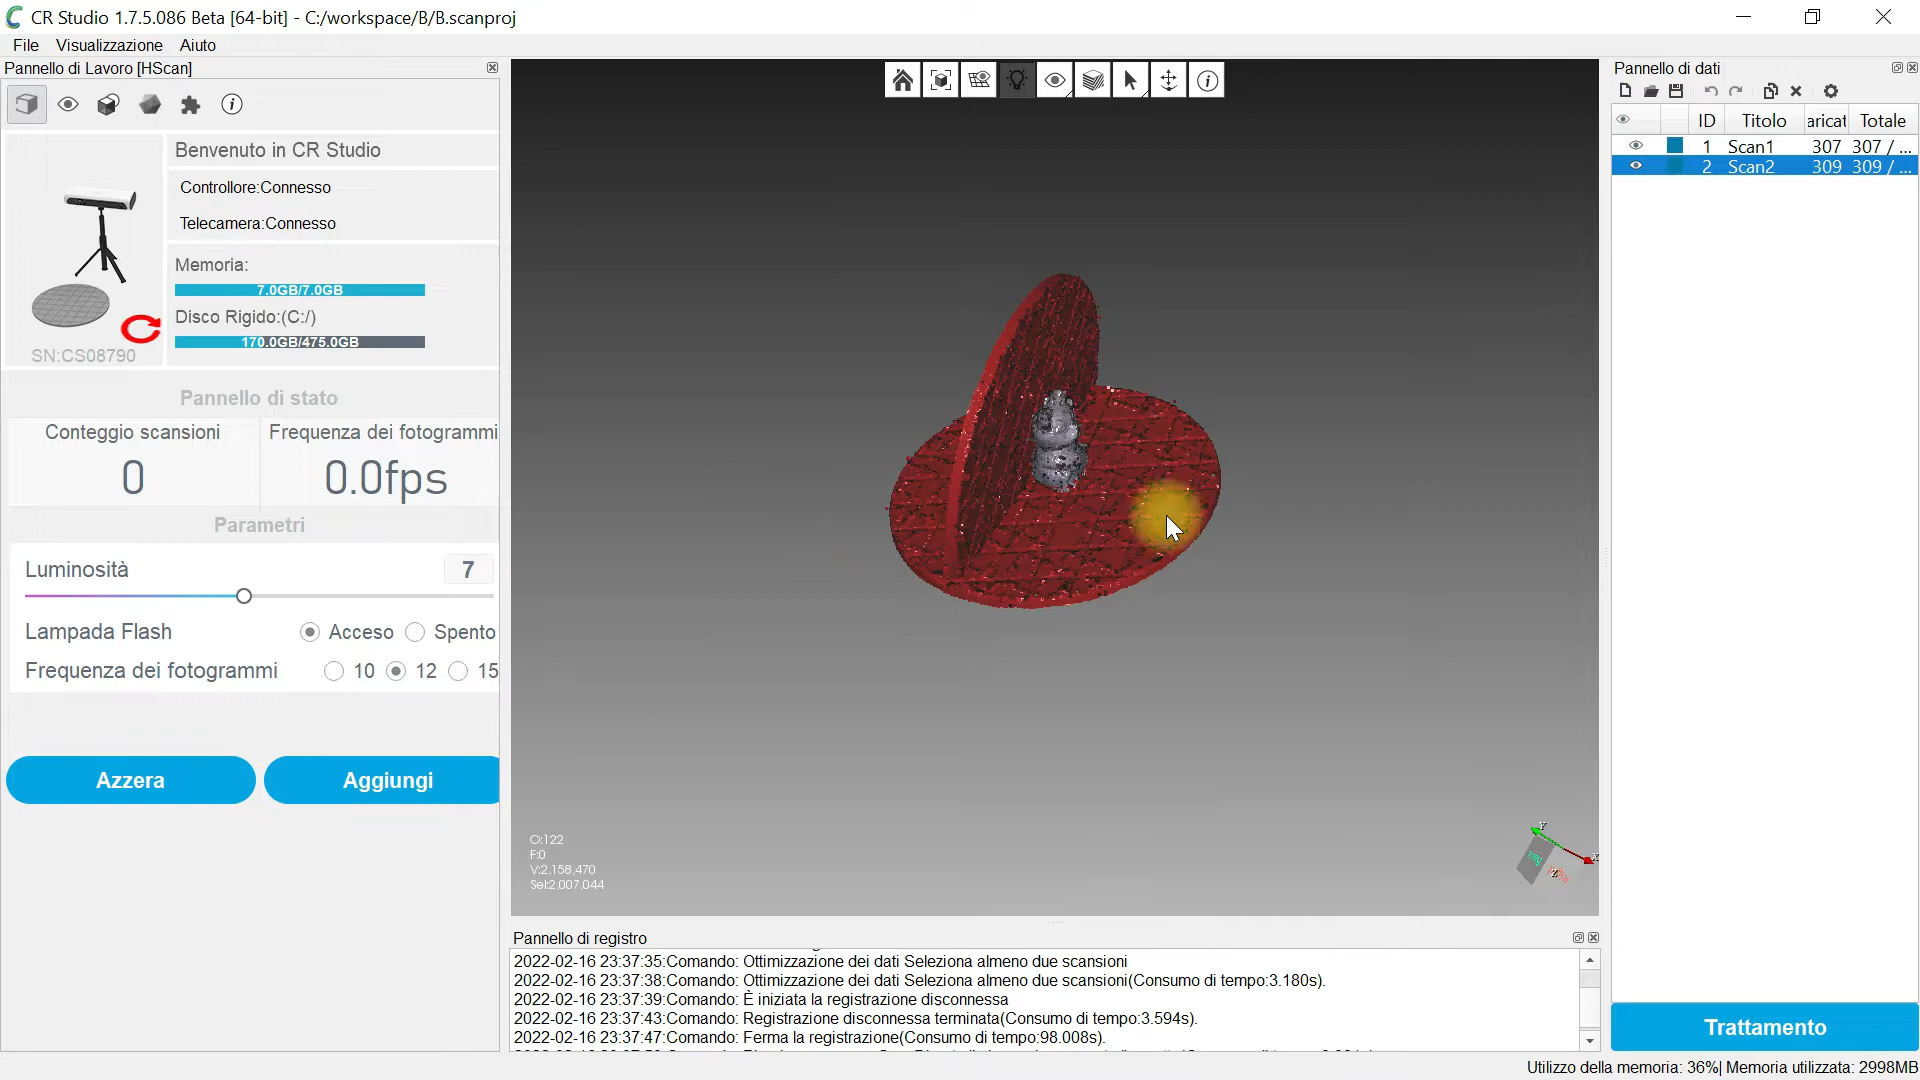 CR Studio 1.7.5.086 Beta [64-bit] - C:/workspace/B/B.scanproj
File Visualizzazione Aiuto
Pannello di Lavoro [HScan]
Benvenuto in CR Studio
Controllore:Connesso
Telecamera:Connesso
Memoria:
7.0GB/7.0GB
Disco Rigido:(C:/)
170.0GB/475.0GB
SN:CS08790
Pannello di stato
Conteggio scansioni Frequenza dei fotogrammi
0 0.0fps
Parametri
Luminosità 7
Lampada Flash Acceso Spento
Frequenza dei fotogrammi 10 12 15
Azzera Aggiungi
O:122
F:0
V:2,158,470
Sel:2,007,044
Y
X
Z
Pannello di registro
2022-02-16 23:37:35:Comando: Ottimizzazione dei dati Seleziona almeno due scansioni
2022-02-16 23:37:38:Comando: Ottimizzazione dei dati Seleziona almeno due scansioni(Consumo di tempo:3.180s).
2022-02-16 23:37:39:Comando: È iniziata la registrazione disconnessa
2022-02-16 23:37:43:Comando: Registrazione disconnessa terminata(Consumo di tempo:3.594s).
2022-02-16 23:37:47:Comando: Ferma la registrazione(Consumo di tempo:98.008s).
Pannello di dati
ID Titolo aricat Totale
1 Scan1 307 307 / ...
2 Scan2 309 309 / ...
Trattamento
Utilizzo della memoria: 36%| Memoria utilizzata: 2998MB